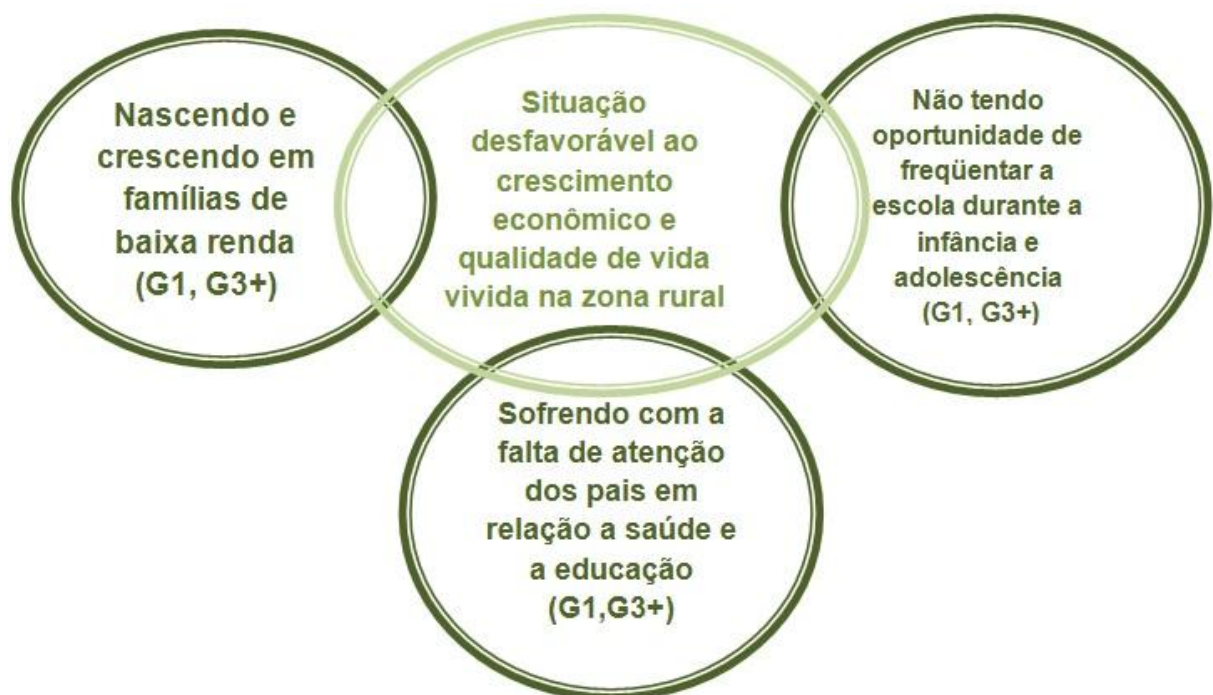 Nascendo e
crescendo em
famílias de
baixa renda
(G1, G3+)
Situação
desfavorável ao
crescimento
econômico e
qualidade de vida
vivida na zona rural
Não tendo
oportunidade de
freqüentar a
escola durante a
infância e
adolescência
(G1, G3+)
Sofrendo com a
falta de atenção
dos pais em
relação a saúde e
a educação
(G1,G3+)